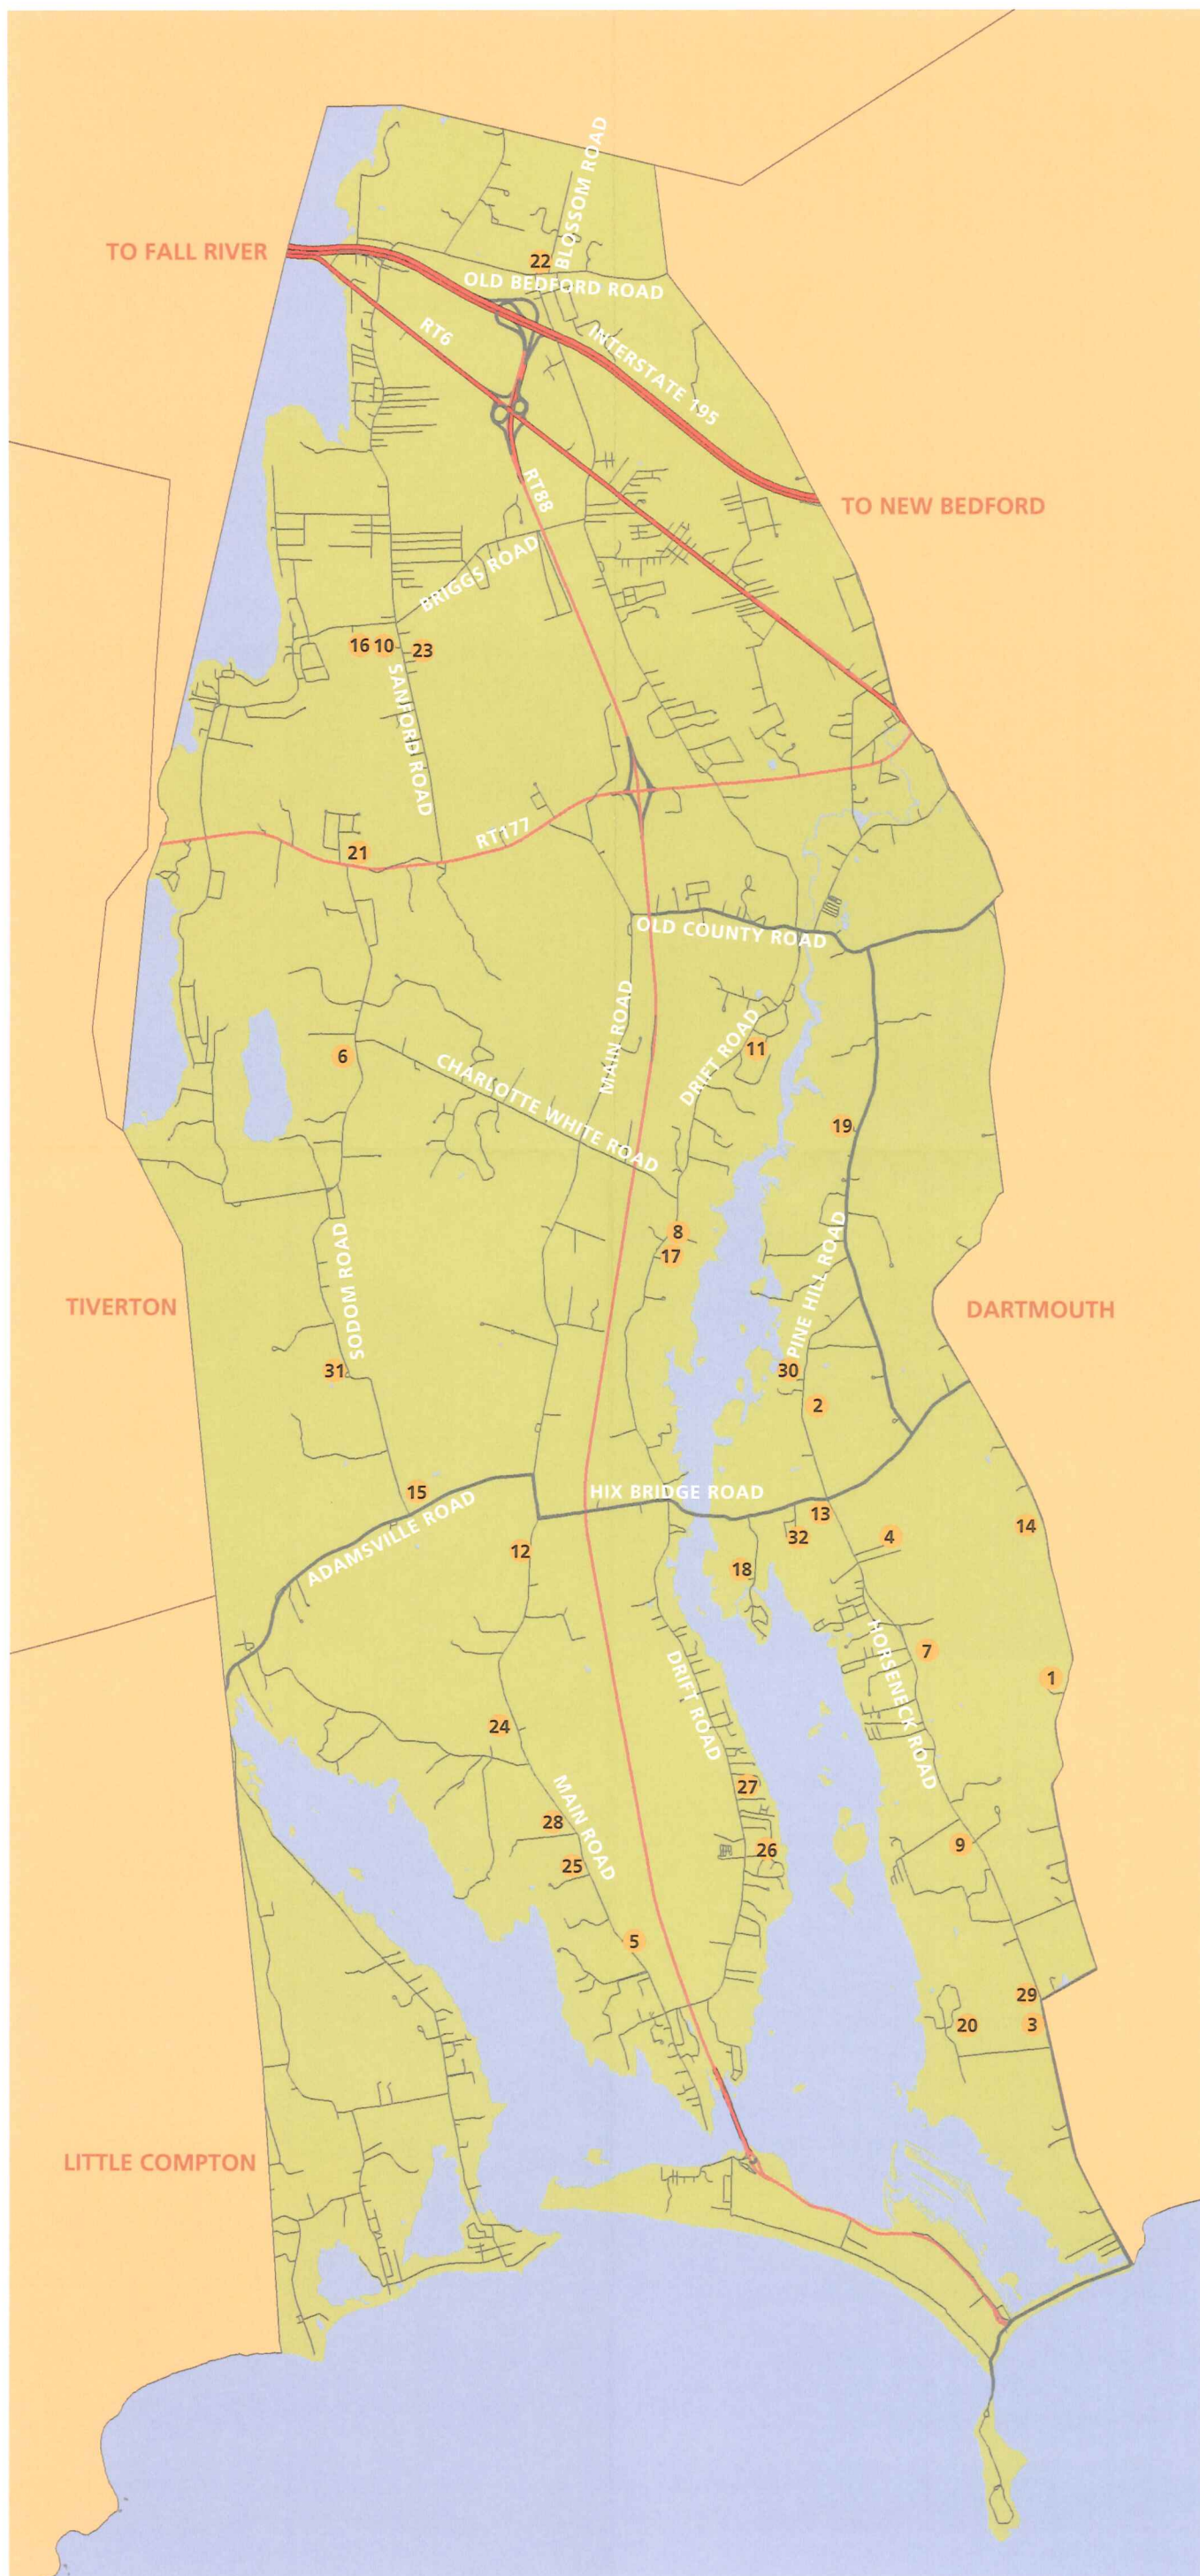 BLOSSOM ROAD
TO FALL RIVER
22
OLD BEDFORD ROAD
RT6
INTERSTATE 195
RT88
TO NEW BEDFORD
BRIGGS ROAD
16 10 23
SANFORD ROAD
RT177
21
OLD COUNTY ROAD
MAIN ROAD
DRIFT ROAD
11
6
CHARLOTTE WHITE ROAD
19
8
17
PINE HILL ROAD
SODOM ROAD
TIVERTON
DARTMOUTH
31
30
2
15
HIX BRIDGE ROAD
ADAMSVILLE ROAD
13
14
4
32
12
18
HORSENECK ROAD
7
DRIFT ROAD
1
24
27
MAIN ROAD
28
9
26
25
5
29
20
3
LITTLE COMPTON